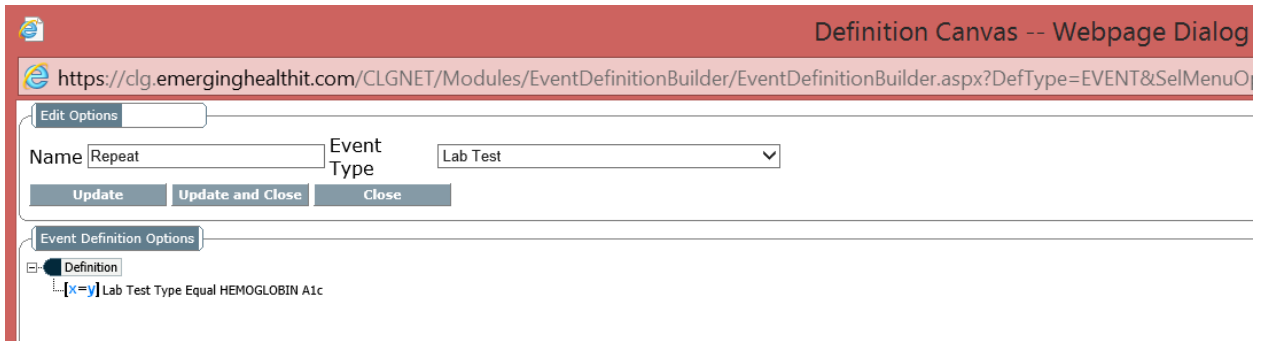 Definition Canvas -- Webpage Dialog
https://clg.emerginghealthit.com/CLGNET/Modules/EventDefinitionBuilder/EventDefinitionBuilder.aspx?DefType=EVENT&SelMenuO
Edit Options
Name Repeat Event Type Lab Test
Update Update and Close Close
Event Definition Options
Definition
[x=y] Lab Test Type Equal HEMOGLOBIN A1c